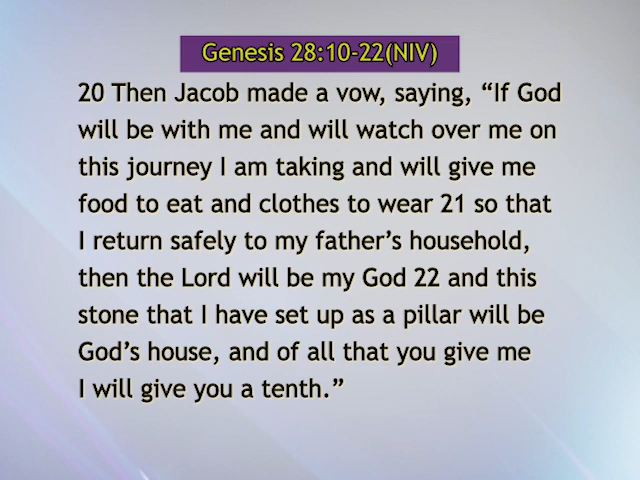 Genesis 28:10-22(NIV)
20 Then Jacob made a vow, saying, “If God
will be with me and will watch over me on
this journey I am taking and will give me
food to eat and clothes to wear 21 so that
I return safely to my father’s household,
then the Lord will be my God 22 and this
stone that I have set up as a pillar will be
God’s house, and of all that you give me
I will give you a tenth.”